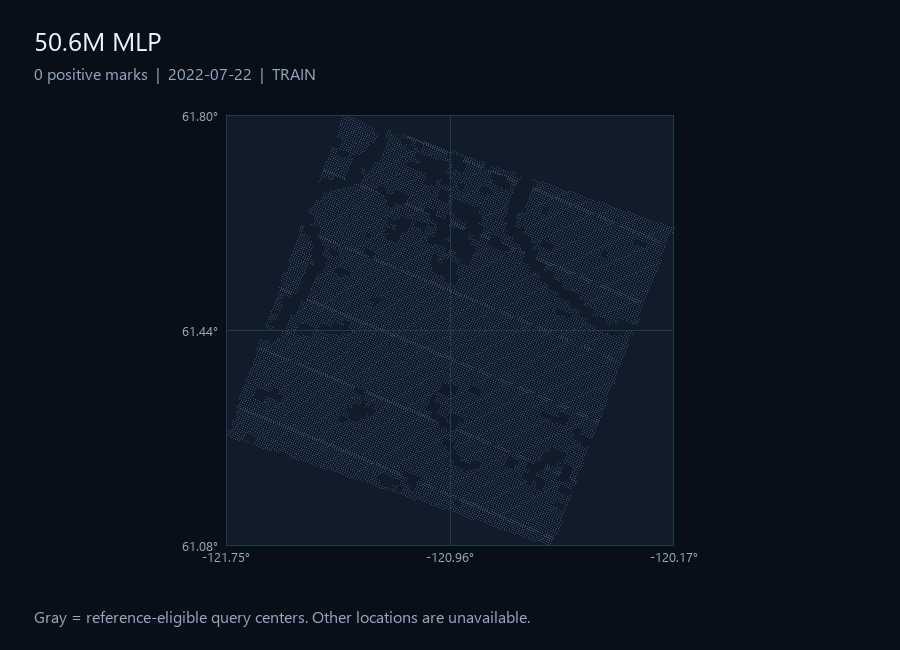 50.6M MLP
0 positive marks | 2022-07-22 | TRAIN
61.80°
61.44°
61.08°
-121.75°
-120.96°
-120.17°
Gray = reference-eligible query centers. Other locations are unavailable.